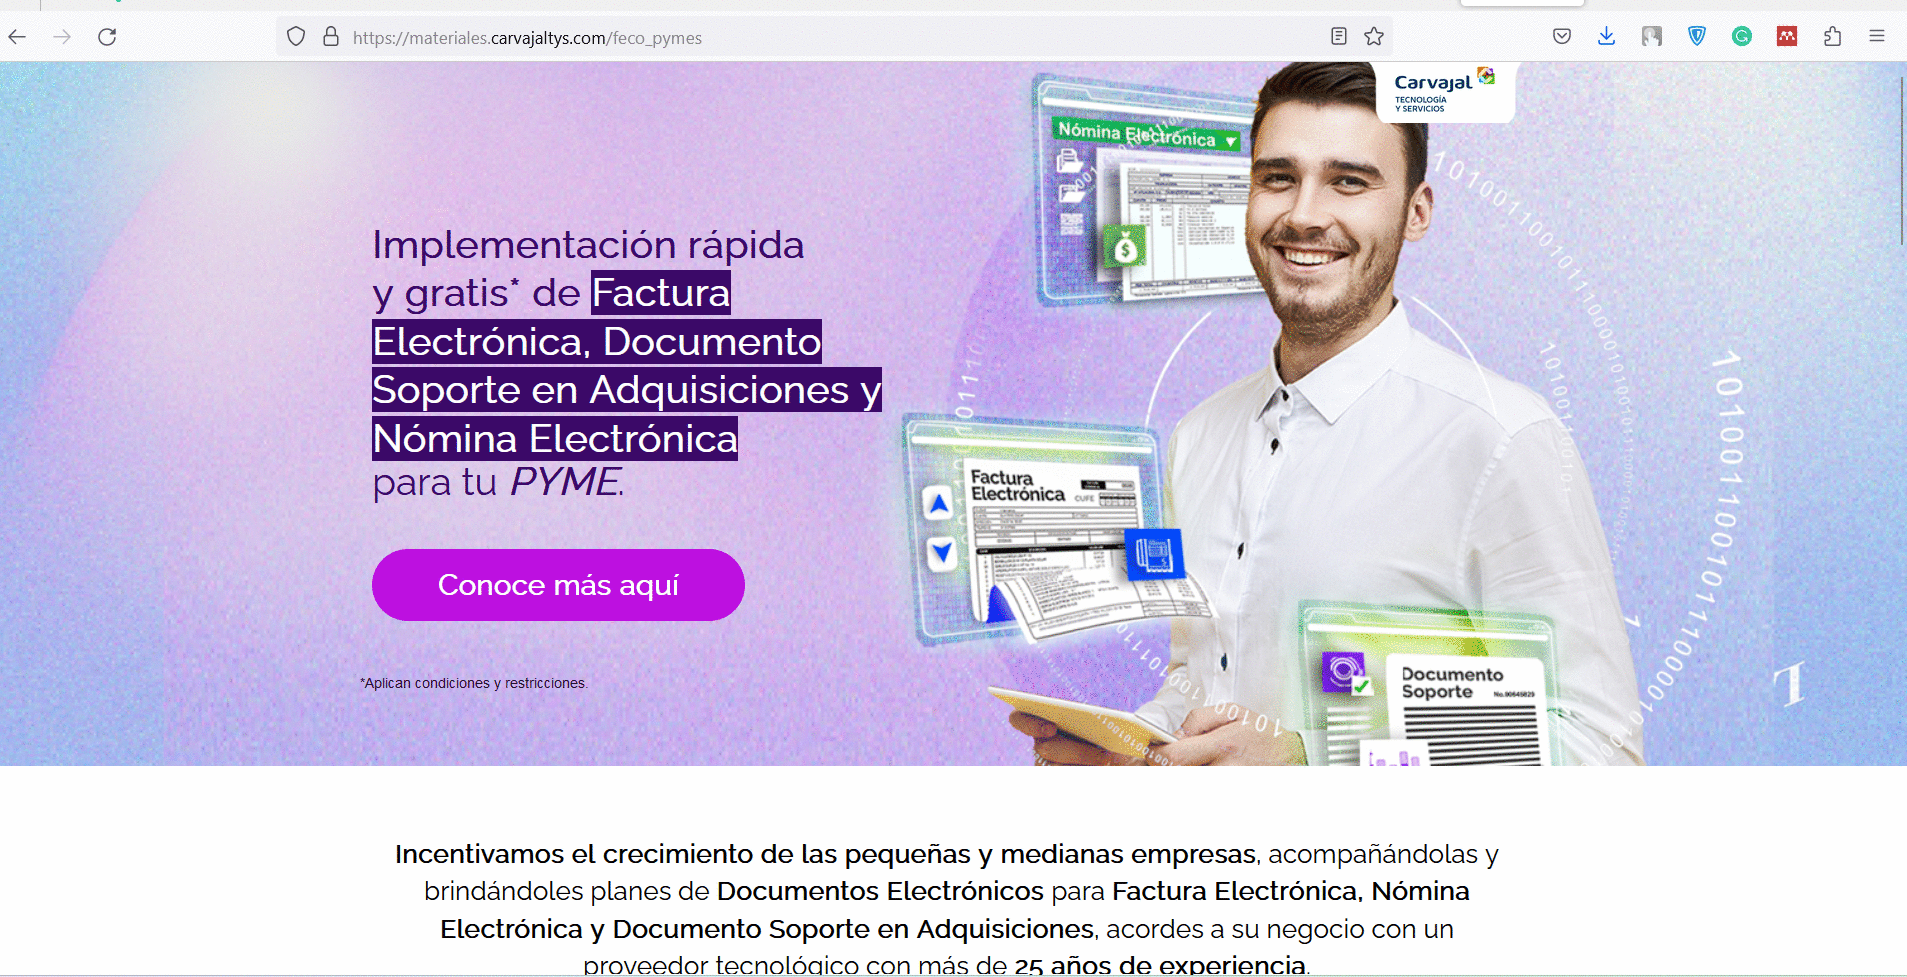 https://materiales.carvajaltys.com/feco_pymes
Carvajal
TECNOLOGÍA
Y SERVICIOS
Nómina Electrónica
Implementación rápida
y gratis* de Factura
Electrónica, Documento
Soporte en Adquisiciones y
Nómina Electrónica
para tu PYME.
Conoce más aquí
*Aplican condiciones y restricciones.
Factura
Electrónica
CUFE
Documento
Soporte
No.00645829
Incentivamos el crecimiento de las pequeñas y medianas empresas, acompañándolas y
brindándoles planes de Documentos Electrónicos para Factura Electrónica, Nómina
Electrónica y Documento Soporte en Adquisiciones, acordes a su negocio con un
proveedor tecnológico con más de 25 años de experiencia.